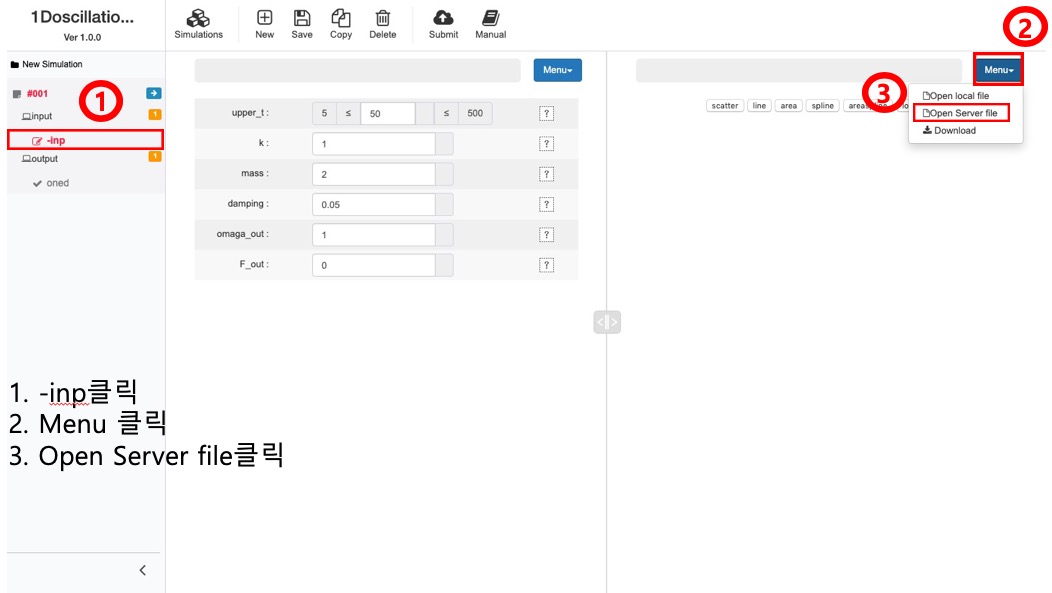 1Doscillatio...
Ver 1.0.0
Simulations
New
Save
Copy
Delete
Submit
Manual
2
New Simulation
#001
1
input
1
-inp
output
1
oned
Menu
upper_t :
5 ≤ 50 ≤ 500
?
k :
1
?
mass :
2
?
damping :
0.05
?
omaga_out :
1
?
F_out :
0
?
Menu
3
scatter
line
area
spline
Open local file
Open Server file
Download
1. -inp클릭
2. Menu 클릭
3. Open Server file클릭